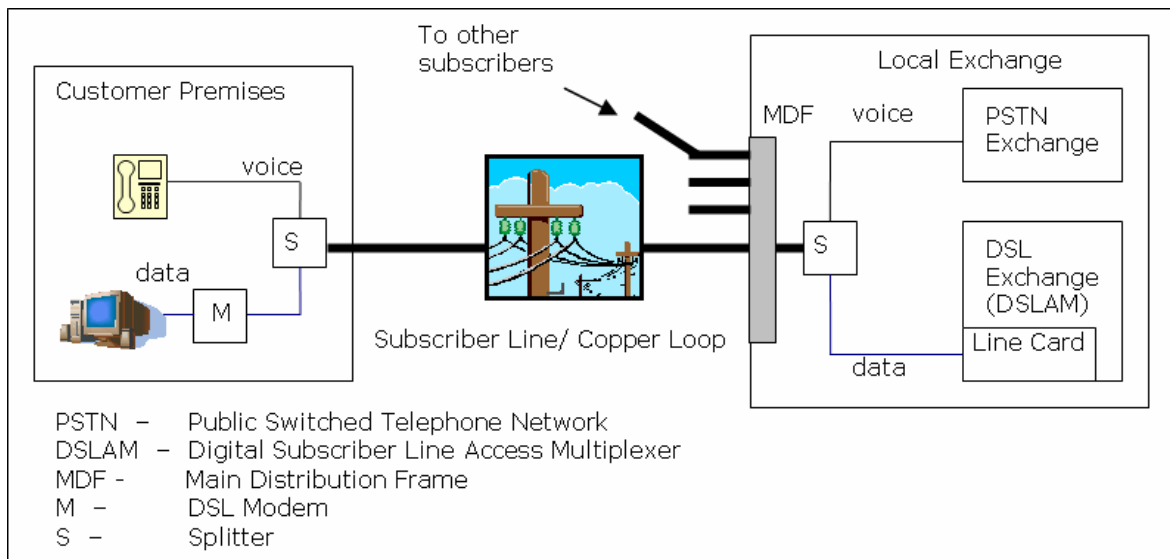 To other
subscribers
Customer Premises
voice
S
data
M
Subscriber Line/ Copper Loop
Local Exchange
MDF
voice
PSTN
Exchange
S
DSL
Exchange
(DSLAM)
Line Card
data
PSTN – Public Switched Telephone Network
DSLAM – Digital Subscriber Line Access Multiplexer
MDF - Main Distribution Frame
M – DSL Modem
S – Splitter